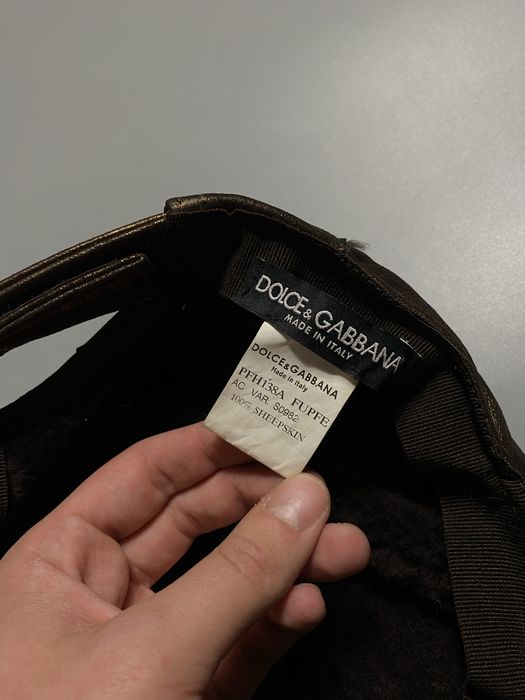 DOLCE & GABBANA
MADE IN ITALY
DOLCE & GABBANA
Made in Italy
PFH138A FUPFE
AC VAR. S0982
100% SHEEPSKIN